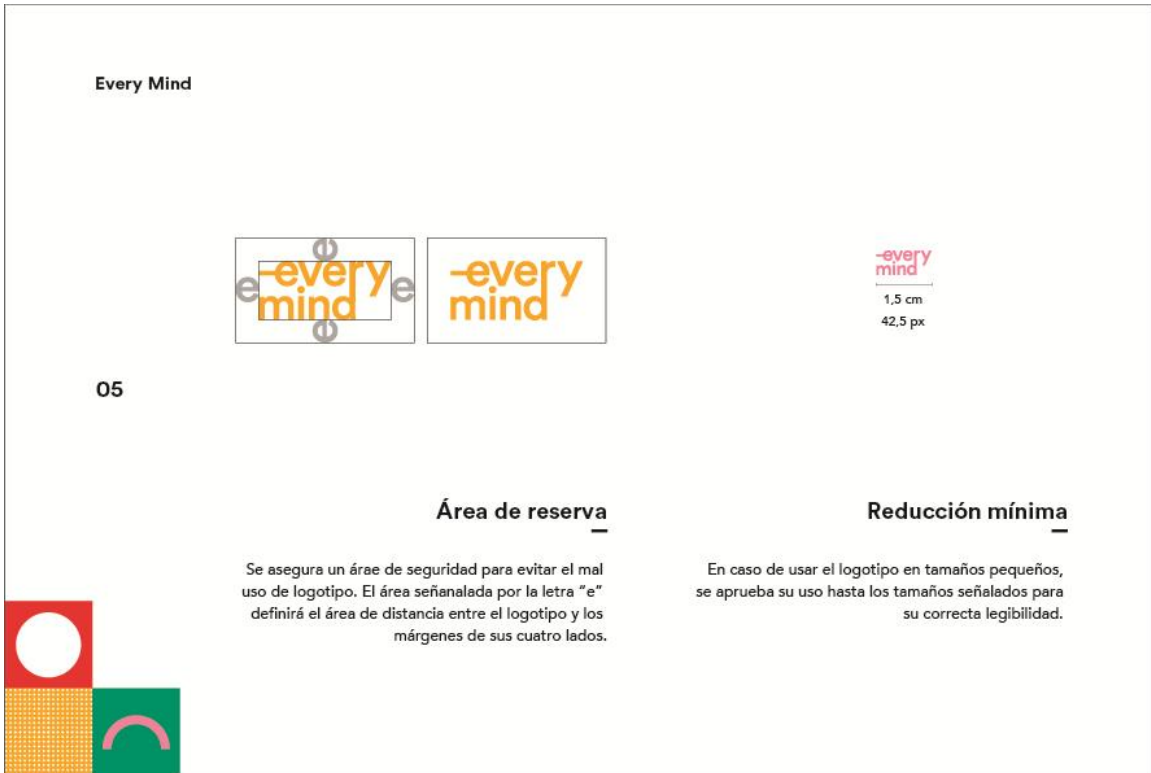 Every Mind
e
e
every
mind
e
e
every
mind
every
mind
1,5 cm
42,5 px
05
Área de reserva
Se asegura un árae de seguridad para evitar el mal
uso de logotipo. El área señanalada por la letra “e”
definirá el área de distancia entre el logotipo y los
márgenes de sus cuatro lados.
Reducción mínima
En caso de usar el logotipo en tamaños pequeños,
se aprueba su uso hasta los tamaños señalados para
su correcta legibilidad.